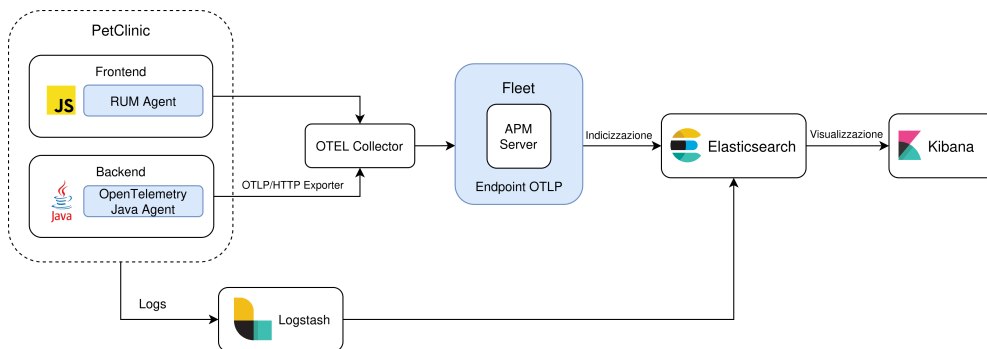 PetClinic
Frontend
JS
RUM Agent
Backend
Java
OpenTelemetry
Java Agent
OTLP/HTTP Exporter
OTEL Collector
Fleet
APM
Server
Endpoint OTLP
Indicizzazione
Elasticsearch
Visualizzazione
Kibana
Logs
Logstash